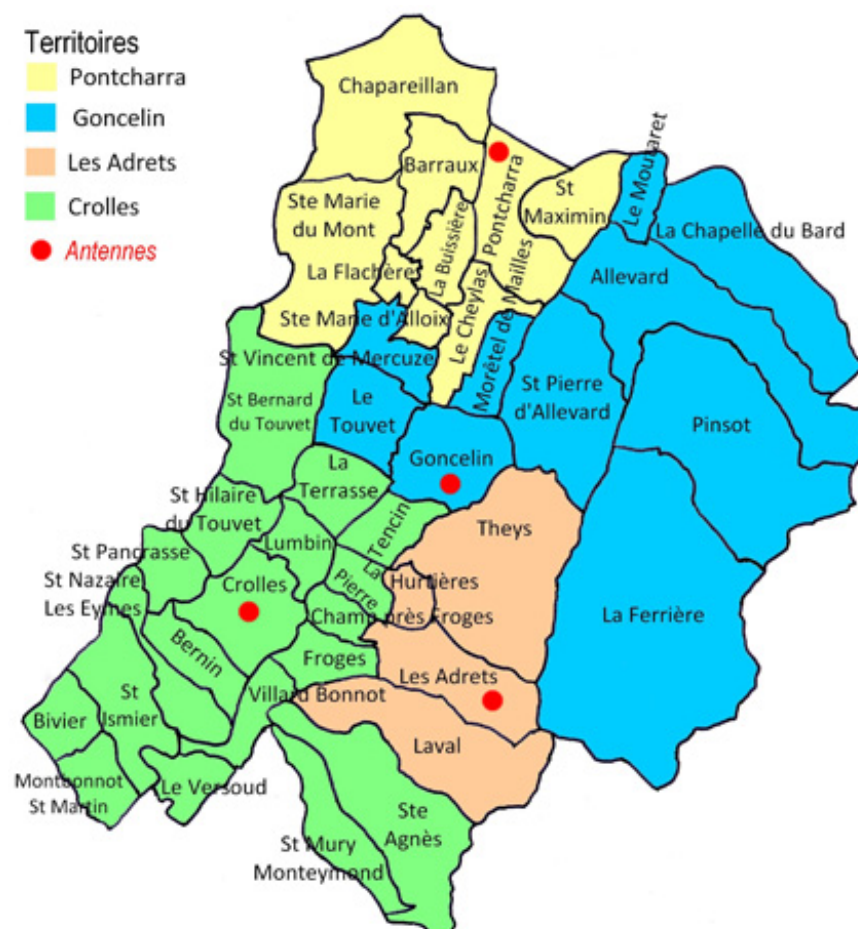 Territoires
Pontcharra
Goncelin
Les Adrets
Crolles
Antennes
Chapareillan
Barraux
Pontcharra
St
Maximin
Le Moutaret
La Chapelle du Bard
Ste Marie
du Mont
La Buissière
La Flachère
Allevard
Le Cheylas
Ste Marie d'Alloix
Morêtel de Mailles
St Vincent de Mercuze
St Bernard
du Touvet
Le
Touvet
St Pierre
d'Allevard
Pinsot
Goncelin
La
Terrasse
St Hilaire
du Touvet
Tencin
Theys
Lumbin
St Pancrasse
St Nazaire
Les Eymes
Crolles
La
Pierre
Hurtières
Champ près Froges
La Ferrière
Bernin
Froges
Les Adrets
Villard Bonnot
St
Ismier
Bivier
Laval
Montbonnot
St Martin
Le Versoud
Ste
Agnès
St Mury
Monteymond